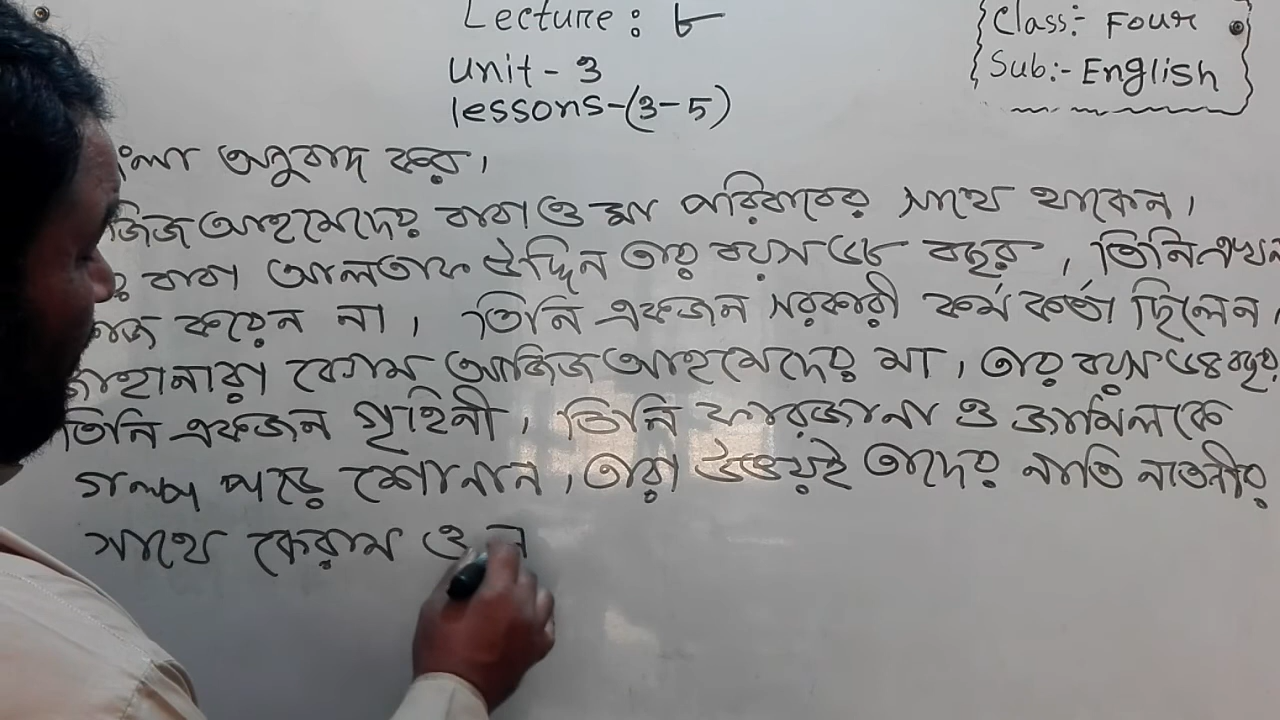 Lecture: ৮
Class:- Four
Unit - 3
Sub:- English
lessons-(3-5)
অনুবাদ কর।
আহমেদের বাবা ও মা পরিবারের সাথে থাকেন।
বাবা আলতাফ উদ্দিন তার বয়স ৬৮ বছর, তিনি এখন
করেন না। তিনি একজন সরকারী কর্মকর্তা ছিলেন।
জাহানারা বেগম আজিজ আহমেদের মা। তার বয়স ৬৪ বছর
তিনি একজন গৃহিনী। তিনি ফারজানা ও জামিলকে
গল্প পড়ে শোনান। তারা উভয়ই তাদের নাতি নাতনীর
সাথে কেরাম ও